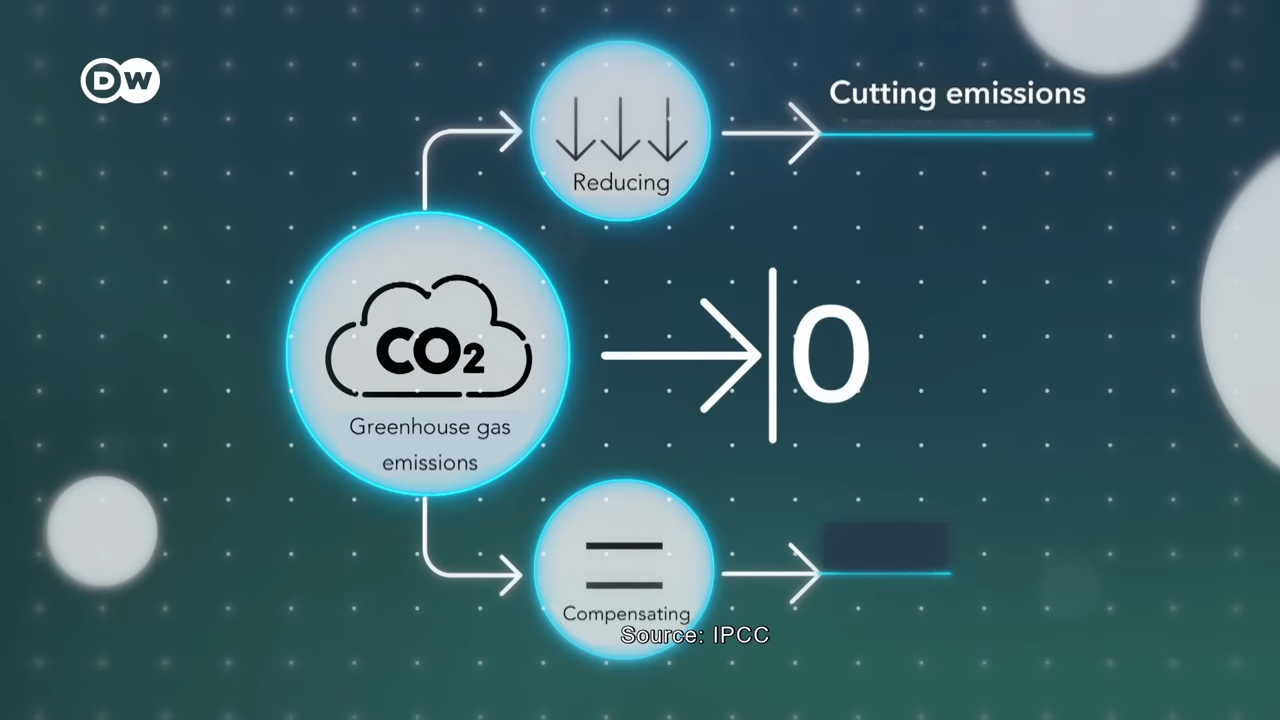 DW
Cutting emissions
Reducing
CO2
0
Greenhouse gas
emissions
Compensating
Source: IPCC